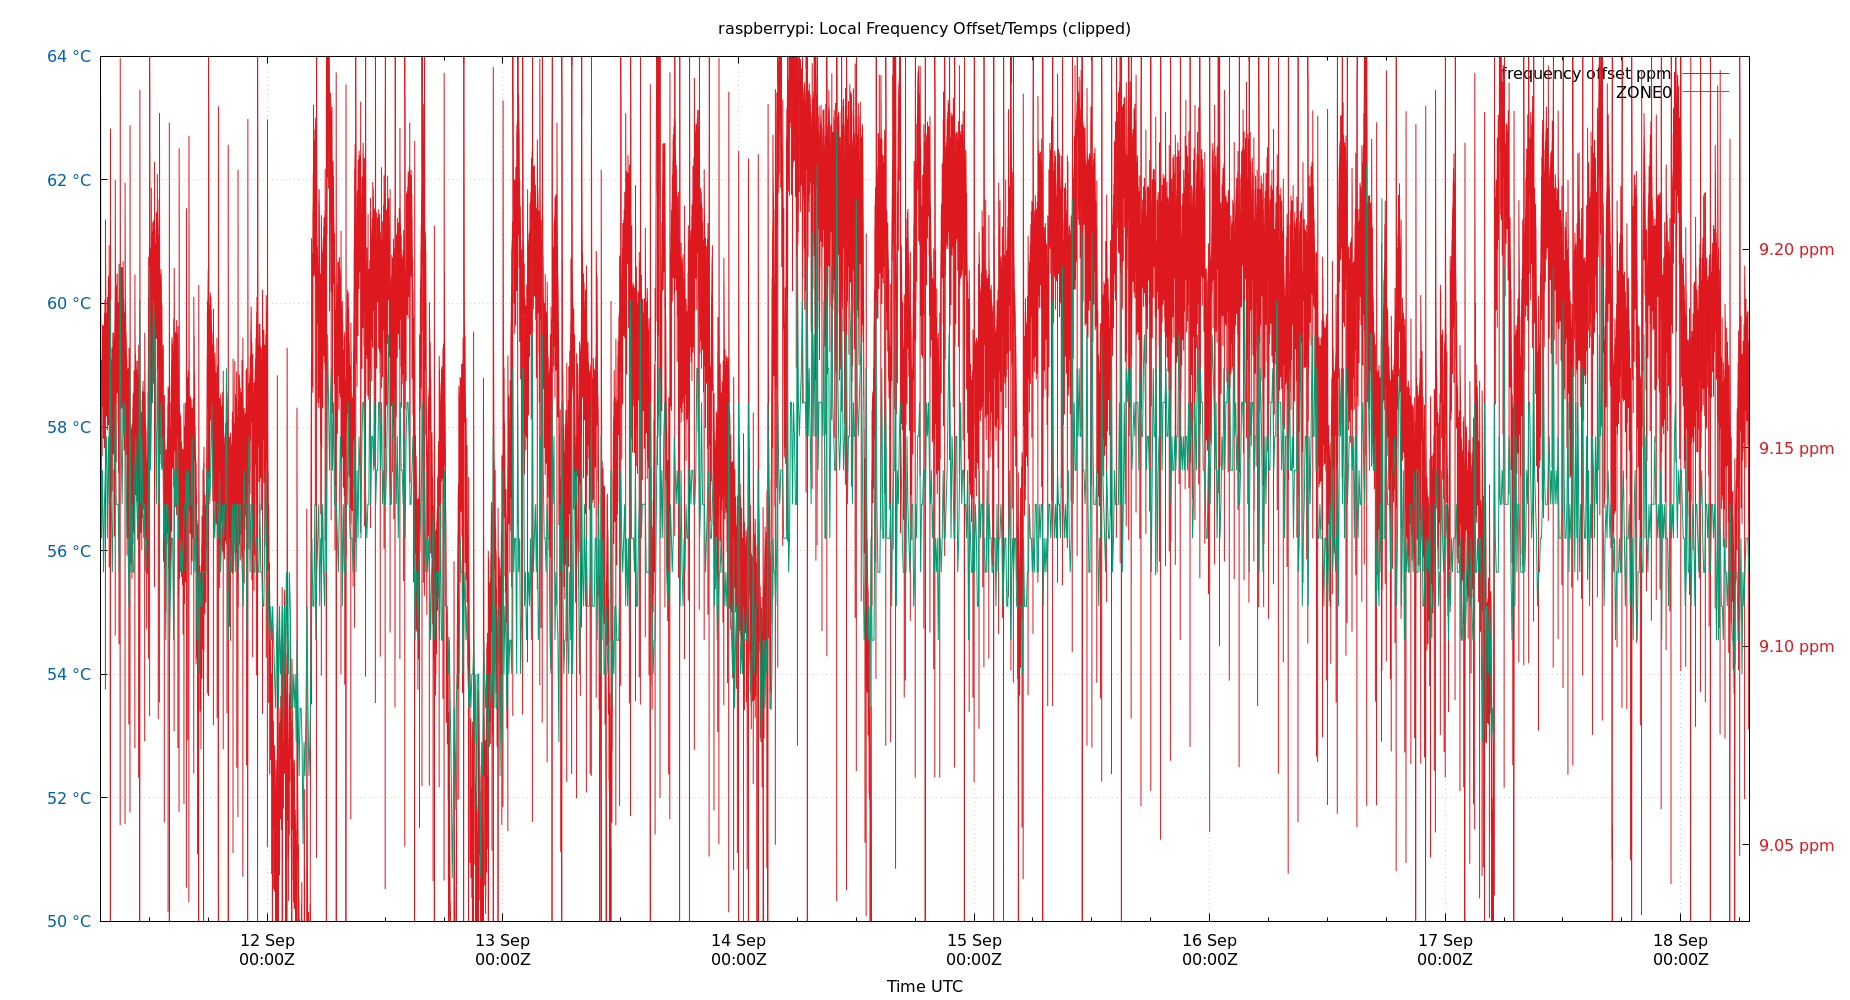 raspberrypi: Local Frequency Offset/Temps (clipped)
frequency offset ppm
ZONE0
64 °C
62 °C
60 °C
58 °C
56 °C
54 °C
52 °C
50 °C
9.20 ppm
9.15 ppm
9.10 ppm
9.05 ppm
12 Sep 13 Sep 14 Sep 15 Sep 16 Sep 17 Sep 18 Sep
00:00Z 00:00Z 00:00Z 00:00Z 00:00Z 00:00Z 00:00Z
Time UTC